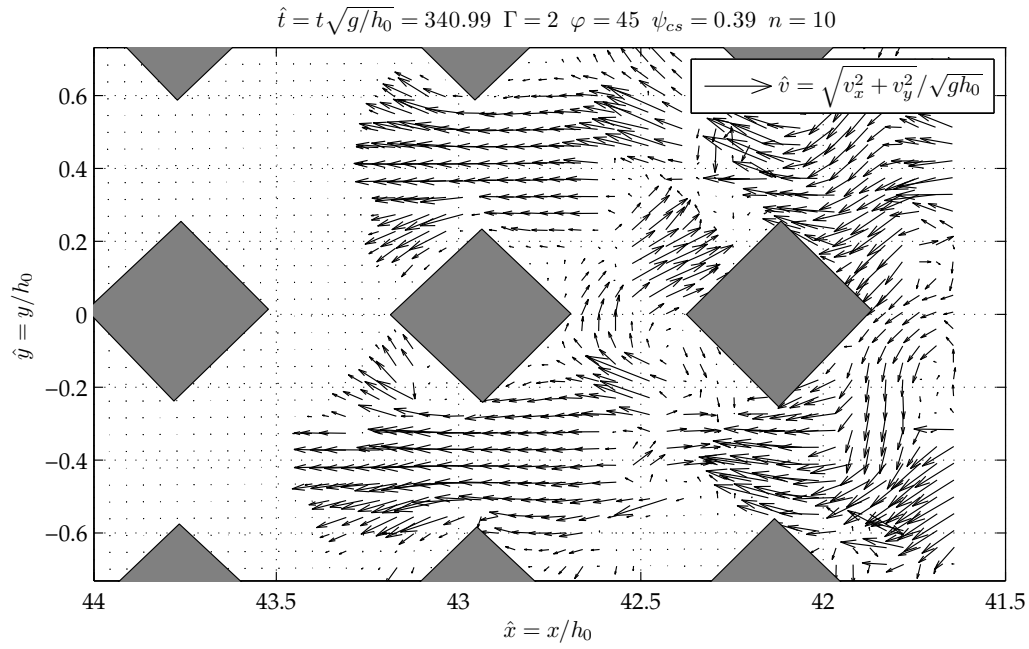 t̂ = t√g/h₀ = 340.99 Γ = 2 φ = 45 ψ_cs = 0.39 n = 10
v̂ = √v_x² + v_y²/√gh₀
0.6
0.4
0.2
0
−0.2
−0.4
−0.6
ŷ = y/h₀
44 43.5 43 42.5 42 41.5
x̂ = x/h₀